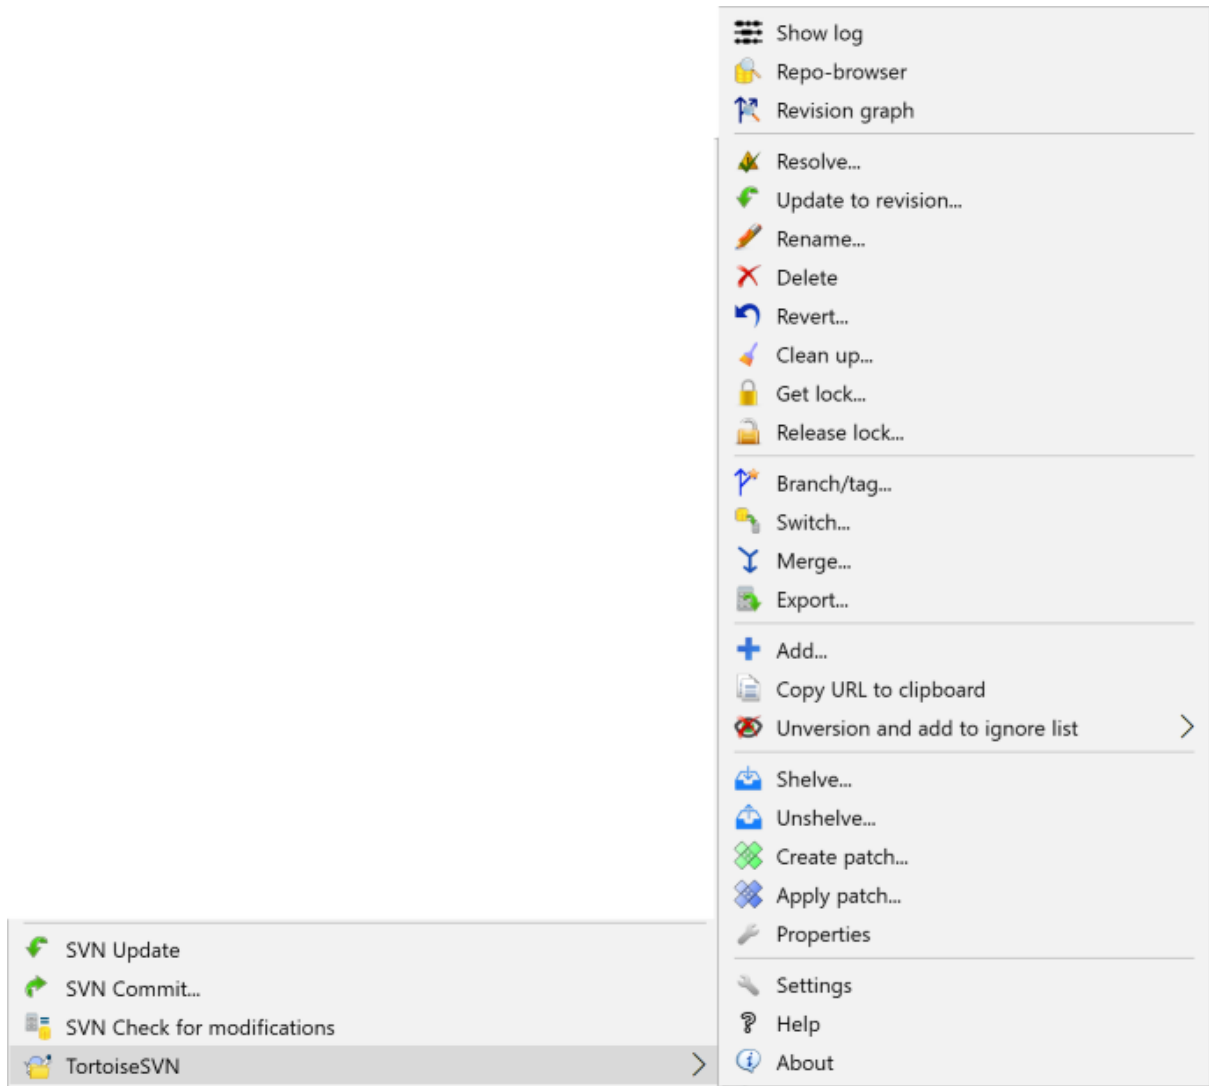 Show log
Repo-browser
Revision graph
Resolve...
Update to revision...
Rename...
Delete
Revert...
Clean up...
Get lock...
Release lock...
Branch/tag...
Switch...
Merge...
Export...
Add...
Copy URL to clipboard
Unversion and add to ignore list
Shelve...
Unshelve...
Create patch...
Apply patch...
Properties
Settings
Help
About
SVN Update
SVN Commit...
SVN Check for modifications
TortoiseSVN